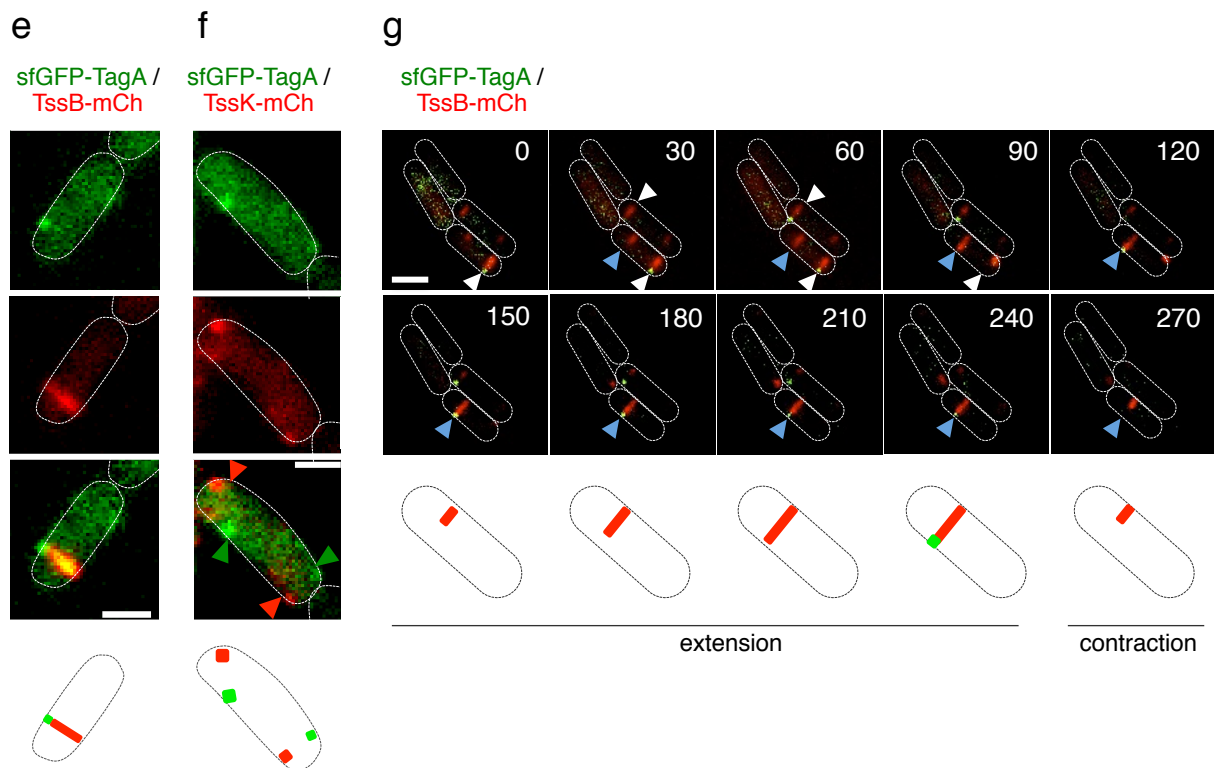 e
f
g
sfGFP-TagA /
TssB-mCh
sfGFP-TagA /
TssK-mCh
sfGFP-TagA /
TssB-mCh
0
30
60
90
120
150
180
210
240
270
extension
contraction